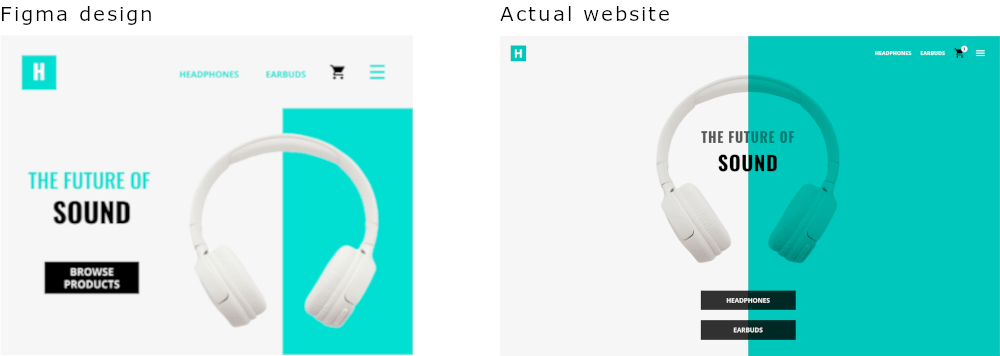 Figma design
H
HEADPHONES
EARBUDS
THE FUTURE OF
SOUND
BROWSE
PRODUCTS
Actual website
H
HEADPHONES
EARBUDS
THE FUTURE OF
SOUND
HEADPHONES
EARBUDS